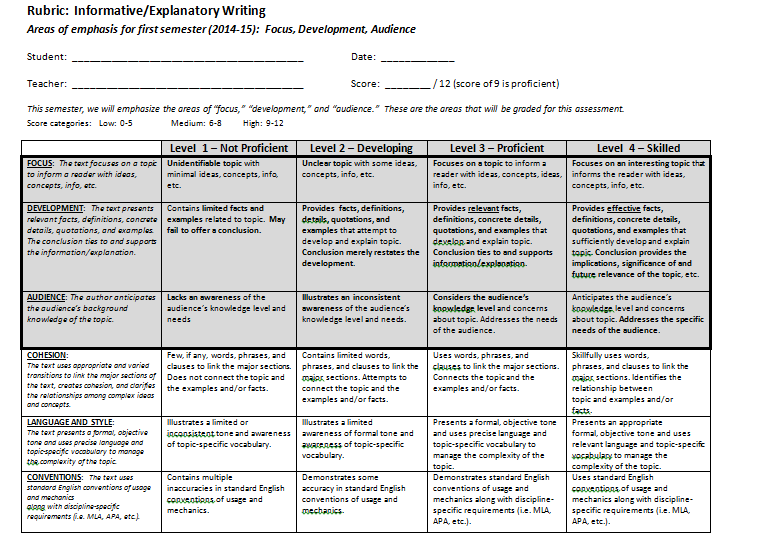 Rubric: Informative/Explanatory Writing
Areas of emphasis for first semester (2014-15): Focus, Development, Audience
Student: ______________________________________ Date: _____________
Teacher: ______________________________________ Score: ________ / 12 (score of 9 is proficient)
This semester, we will emphasize the areas of “focus,” “development,” and “audience.” These are the areas that will be graded for this assessment.
Score categories: Low: 0-5 Medium: 6-8 High: 9-12
Level 1 – Not Proficient
Level 2 – Developing
Level 3 – Proficient
Level 4 – Skilled
FOCUS: The text focuses on a topic
to inform a reader with ideas,
concepts, info, etc.
Unidentifiable topic with
minimal ideas, concepts, info,
etc.
Unclear topic with some ideas,
concepts, info, etc.
Focuses on a topic to inform a
reader with ideas, concepts, ideas,
info, etc.
Focuses on an interesting topic that
informs the reader with ideas,
concepts, info, etc.
DEVELOPMENT: The text presents
relevant facts, definitions, concrete
details, quotations, and examples.
The conclusion ties to and supports
the information/explanation.
Contains limited facts and
examples related to topic. May
fail to offer a conclusion.
Provides facts, definitions,
details, quotations, and
examples that attempt to
develop and explain topic.
Conclusion merely restates the
development.
Provides relevant facts,
definitions, concrete details,
quotations, and examples that
develop and explain topic.
Conclusion ties to and supports
information/explanation.
Provides effective facts,
definitions, concrete details,
quotations, and examples that
sufficiently develop and explain
topic. Conclusion provides the
implications, significance of and
future relevance of the topic, etc.
AUDIENCE: The author anticipates
the audience’s background
knowledge of the topic.
Lacks an awareness of the
audience’s knowledge level and
needs
Illustrates an inconsistent
awareness of the audience’s
knowledge level and needs.
Considers the audience’s
knowledge level and concerns
about topic. Addresses the needs
of the audience.
Anticipates the audience’s
knowledge level and concerns
about topic. Addresses the specific
needs of the audience.
COHESION:
The text uses appropriate and varied
transitions to link the major sections of
the text, creates cohesion, and clarifies
the relationships among complex ideas
and concepts.
Few, if any, words, phrases, and
clauses to link the major sections.
Does not connect the topic and
the examples and/or facts.
Contains limited words,
phrases, and clauses to link the
major sections. Attempts to
connect the topic and the
examples and/or facts.
Uses words, phrases, and
clauses to link the major sections.
Connects the topic and the
examples and/or facts.
Skillfully uses words,
phrases, and clauses to link the
major sections. Identifies the
relationship between
topic and examples and/or
facts.
LANGUAGE AND STYLE:
The text presents a formal, objective
tone and uses precise language and
topic-specific vocabulary to manage
the complexity of the topic.
Illustrates a limited or
inconsistent tone and awareness
of topic-specific vocabulary.
Illustrates a limited
awareness of formal tone and
awareness of topic-specific
vocabulary.
Presents a formal, objective tone
and uses precise language and
topic-specific vocabulary to
manage the complexity of the
topic.
Presents an appropriate
formal, objective tone and uses
relevant language and topic-specific
vocabulary to manage the
complexity of the topic.
CONVENTIONS: The text uses
standard English conventions of usage
and mechanics
along with discipline-specific
requirements (i.e. MLA, APA, etc.).
Contains multiple
inaccuracies in standard English
conventions of usage and
mechanics.
Demonstrates some
accuracy in standard English
conventions of usage and
mechanics.
Demonstrates standard English
conventions of usage and
mechanics along with discipline-
specific requirements (i.e. MLA,
APA, etc.).
Uses standard English
conventions of usage and
mechanics along with discipline-
specific requirements (i.e. MLA,
APA, etc.).